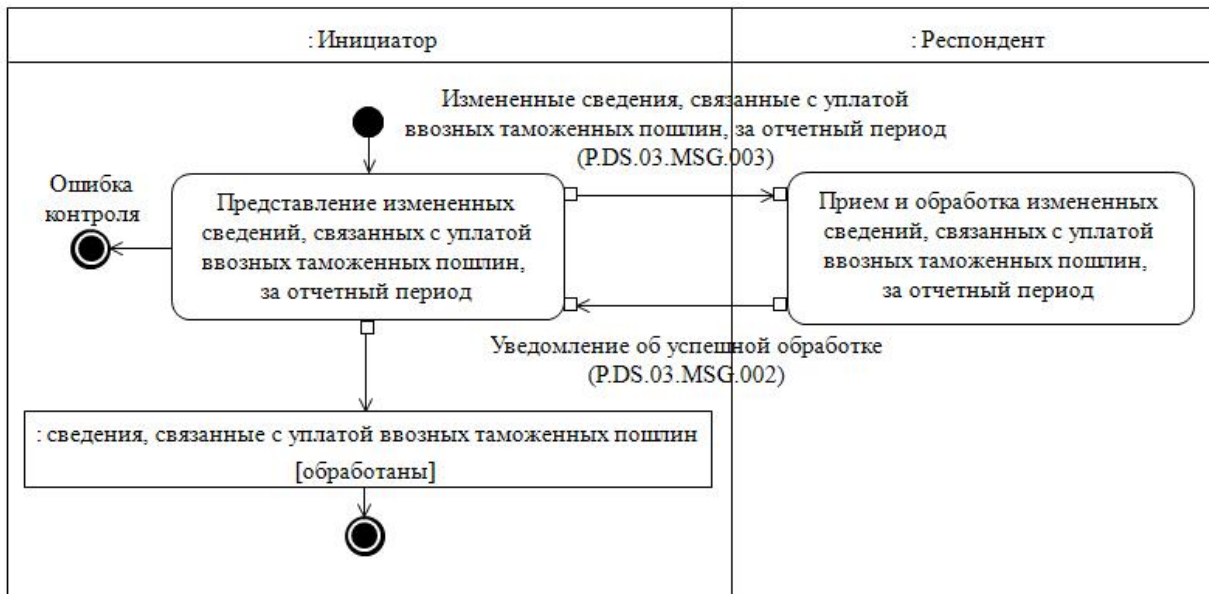 : Инициатор
: Респондент
Измененные сведения, связанные с уплатой
ввозных таможенных пошлин, за отчетный период
(P.DS.03.MSG.003)
Ошибка
контроля
Представление измененных
сведений, связанных с уплатой
ввозных таможенных пошлин,
за отчетный период
Прием и обработка измененных
сведений, связанных с уплатой
ввозных таможенных пошлин,
за отчетный период
Уведомление об успешной обработке
(P.DS.03.MSG.002)
: сведения, связанные с уплатой ввозных таможенных пошлин
[обработаны]